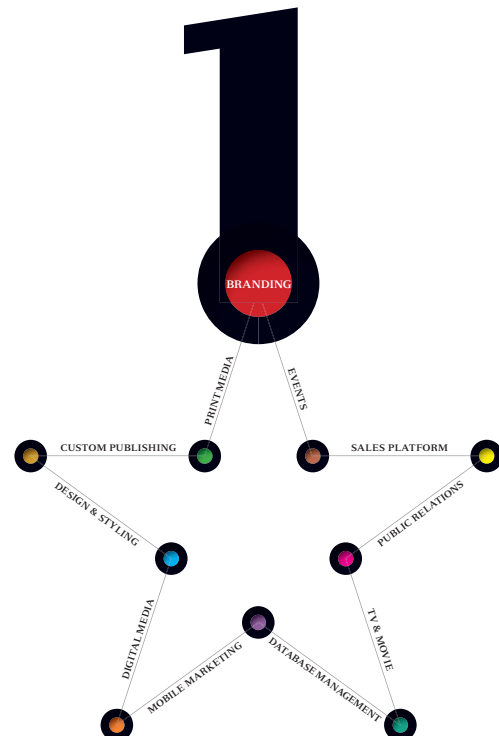 1
BRANDING
PRINT MEDIA
EVENTS
CUSTOM PUBLISHING
SALES PLATFORM
DESIGN & STYLING
PUBLIC RELATIONS
DIGITAL MEDIA
TV & MOVIE
MOBILE MARKETING
DATABASE MANAGEMENT